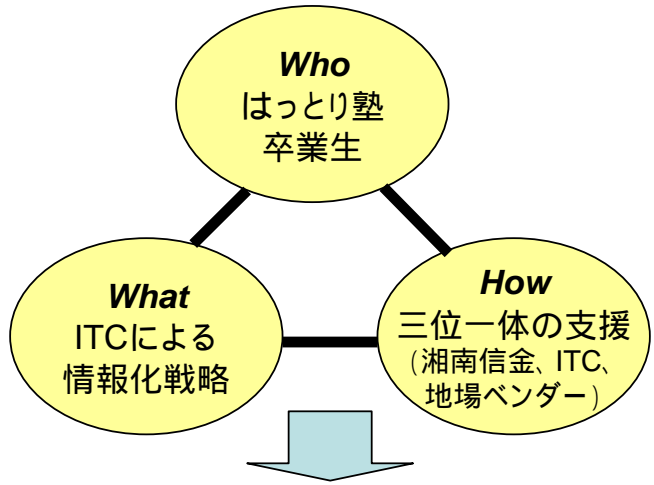 Who
はっとり塾
卒業生
What
ITCによる
情報化戦略
How
三位一体の支援
(湘南信金、ITC、
地場ベンダー)